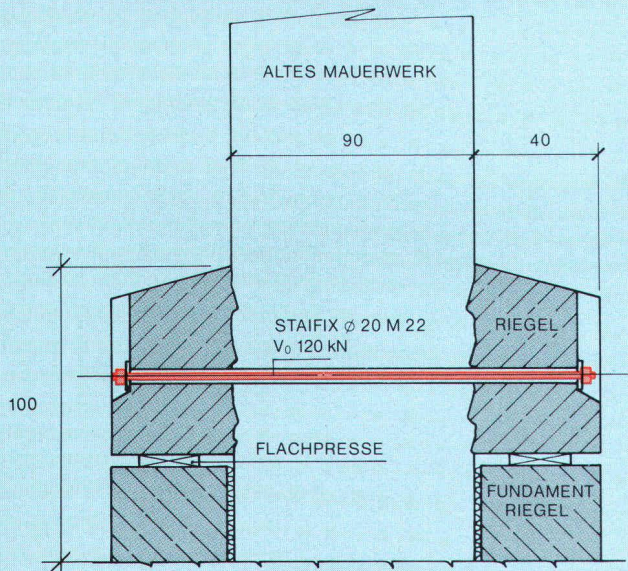 ALTES MAUERWERK
90
40
STAIFIX ø 20 M 22
V₀ 120 kN
RIEGEL
100
FLACHPRESSE
FUNDAMENT
RIEGEL